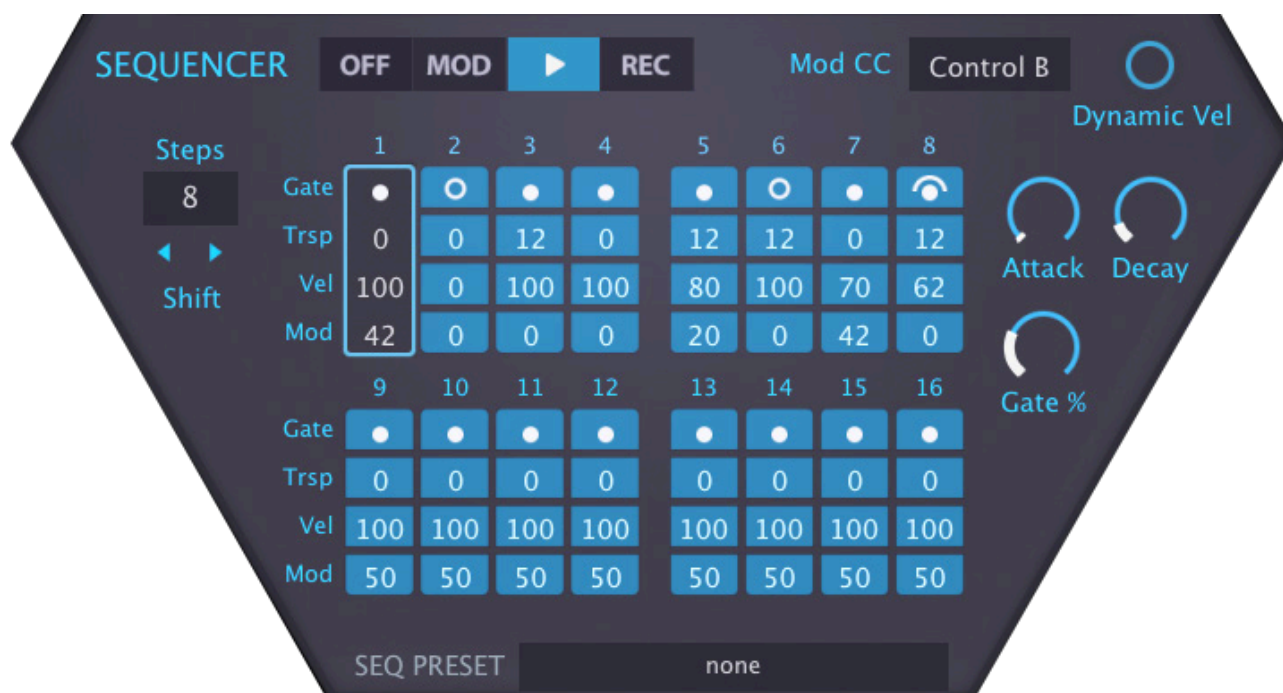 SEQUENCER OFF MOD REC Mod CC Control B
Dynamic Vel
Steps 1 2 3 4 5 6 7 8
8 Gate
Trsp 0 0 12 0 12 12 0 12
Attack Decay
Shift Vel 100 0 100 100 80 100 70 62
Mod 42 0 0 0 20 0 42 0
9 10 11 12 13 14 15 16
Gate %
Gate
Trsp 0 0 0 0 0 0 0 0
Vel 100 100 100 100 100 100 100 100
Mod 50 50 50 50 50 50 50 50
SEQ PRESET none